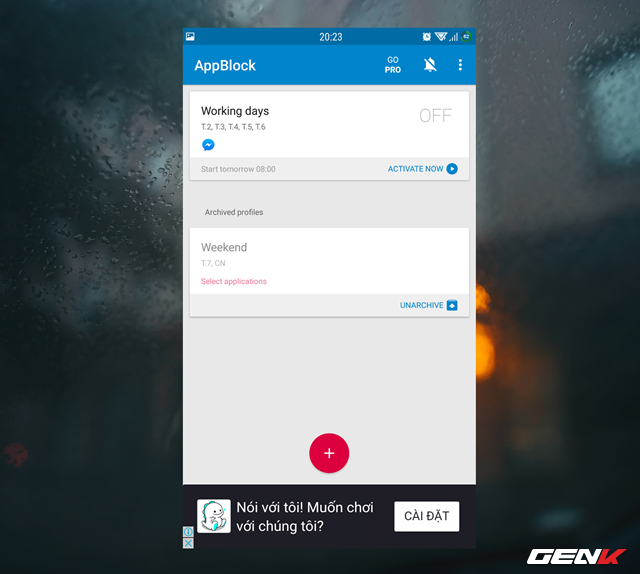 20:23
62
AppBlock
GO
PRO
Working days
OFF
T.2, T.3, T.4, T.5, T.6
Start tomorrow 08:00
ACTIVATE NOW
Archived profiles
Weekend
T.7, CN
Select applications
UNARCHIVE
+
Nói với tôi! Muốn chơi
với chúng tôi?
CÀI ĐẶT
GENK